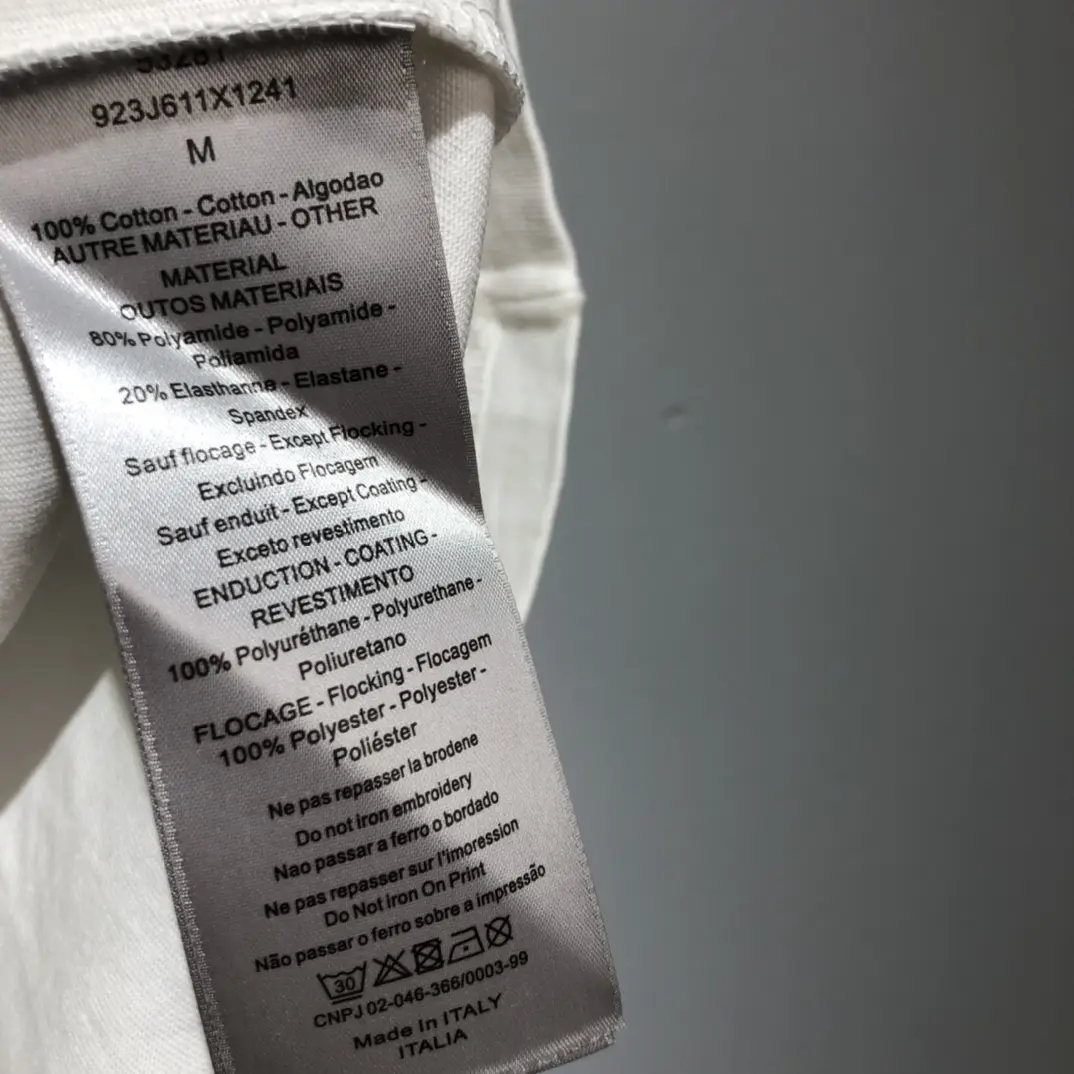 53281
923J611X1241
M
100% Cotton - Cotton - Algodao
AUTRE MATERIAU - OTHER
MATERIAL
OUTOS MATERIAIS
80% Polyamide - Polyamide -
Poliamida
20% Elasthanne - Elastane -
Spandex
Sauf flocage - Except Flocking -
Excluindo Flocagem
Sauf enduit - Except Coating -
Exceto revestimento
ENDUCTION - COATING -
REVESTIMENTO
100% Polyuréthane - Polyurethane -
Poliuretano
FLOCAGE - Flocking - Flocagem
100% Polyester - Polyester -
Poliéster
Ne pas repasser la brodene
Do not iron embroidery
Nao passar a ferro o bordado
Ne pas repasser sur l'imoression
Do Not Iron On Print
Não passar o ferro sobre a impressão
30
CNPJ 02-046-366/0003-99
Made In ITALY
ITALIA